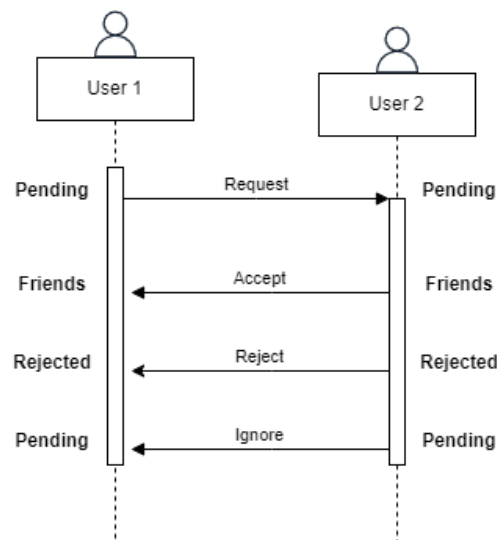 User 1
User 2
Pending Request Pending
Friends Accept Friends
Rejected Reject Rejected
Pending Ignore Pending